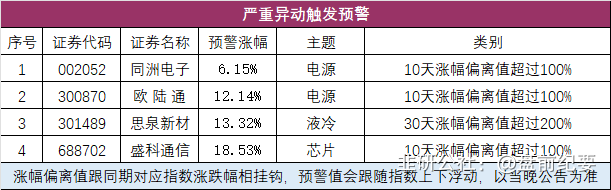 严重异动触发预警
序号 证券代码 证券名称 预警涨幅 主题 类别
1 002052 同洲电子 6.15% 电源 10天涨幅偏离值超过100%
2 300870 欧陆通 12.14% 电源 10天涨幅偏离值超过100%
3 301489 思泉新材 13.32% 液冷 30天涨幅偏离值超过200%
4 688702 盛科通信 18.53% 芯片 10天涨幅偏离值超过100%
涨幅偏离值跟同期对应指数涨跌幅相挂钩，预警值会跟随指数上下浮动，以当晚公告为准